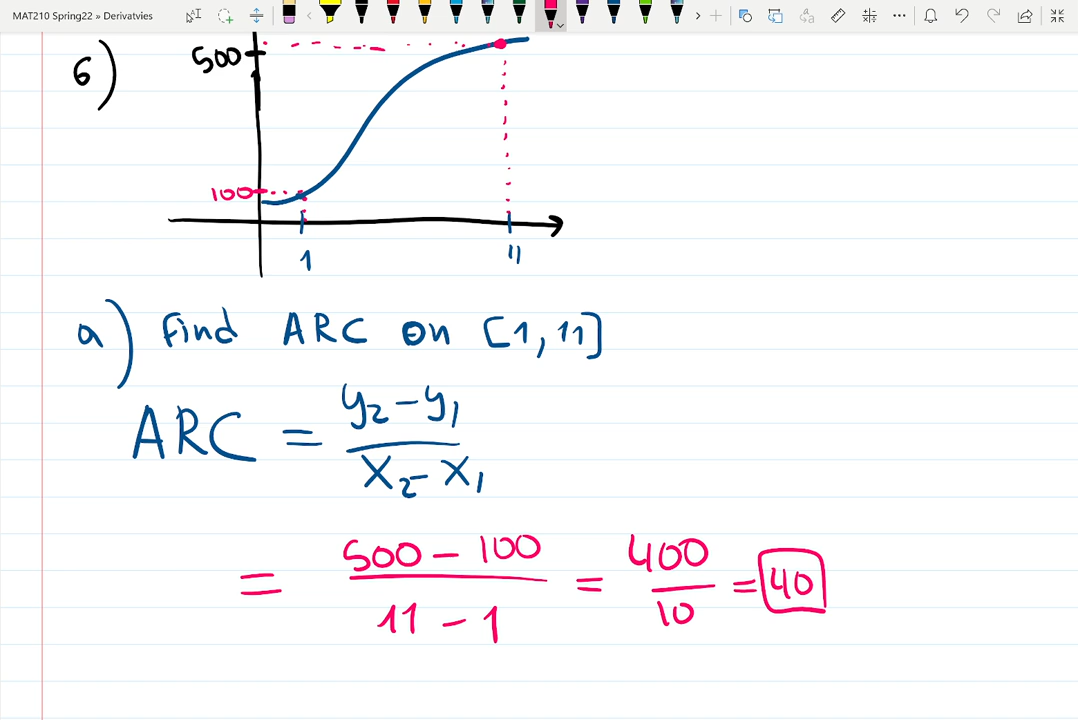 MAT210 Spring22 » Derivatvies
6)
500
100
1
11
a) Find ARC on [1, 11]
ARC = y₂ - y₁ / x₂ - x₁
= 500 - 100 / 11 - 1 = 400 / 10 = 40